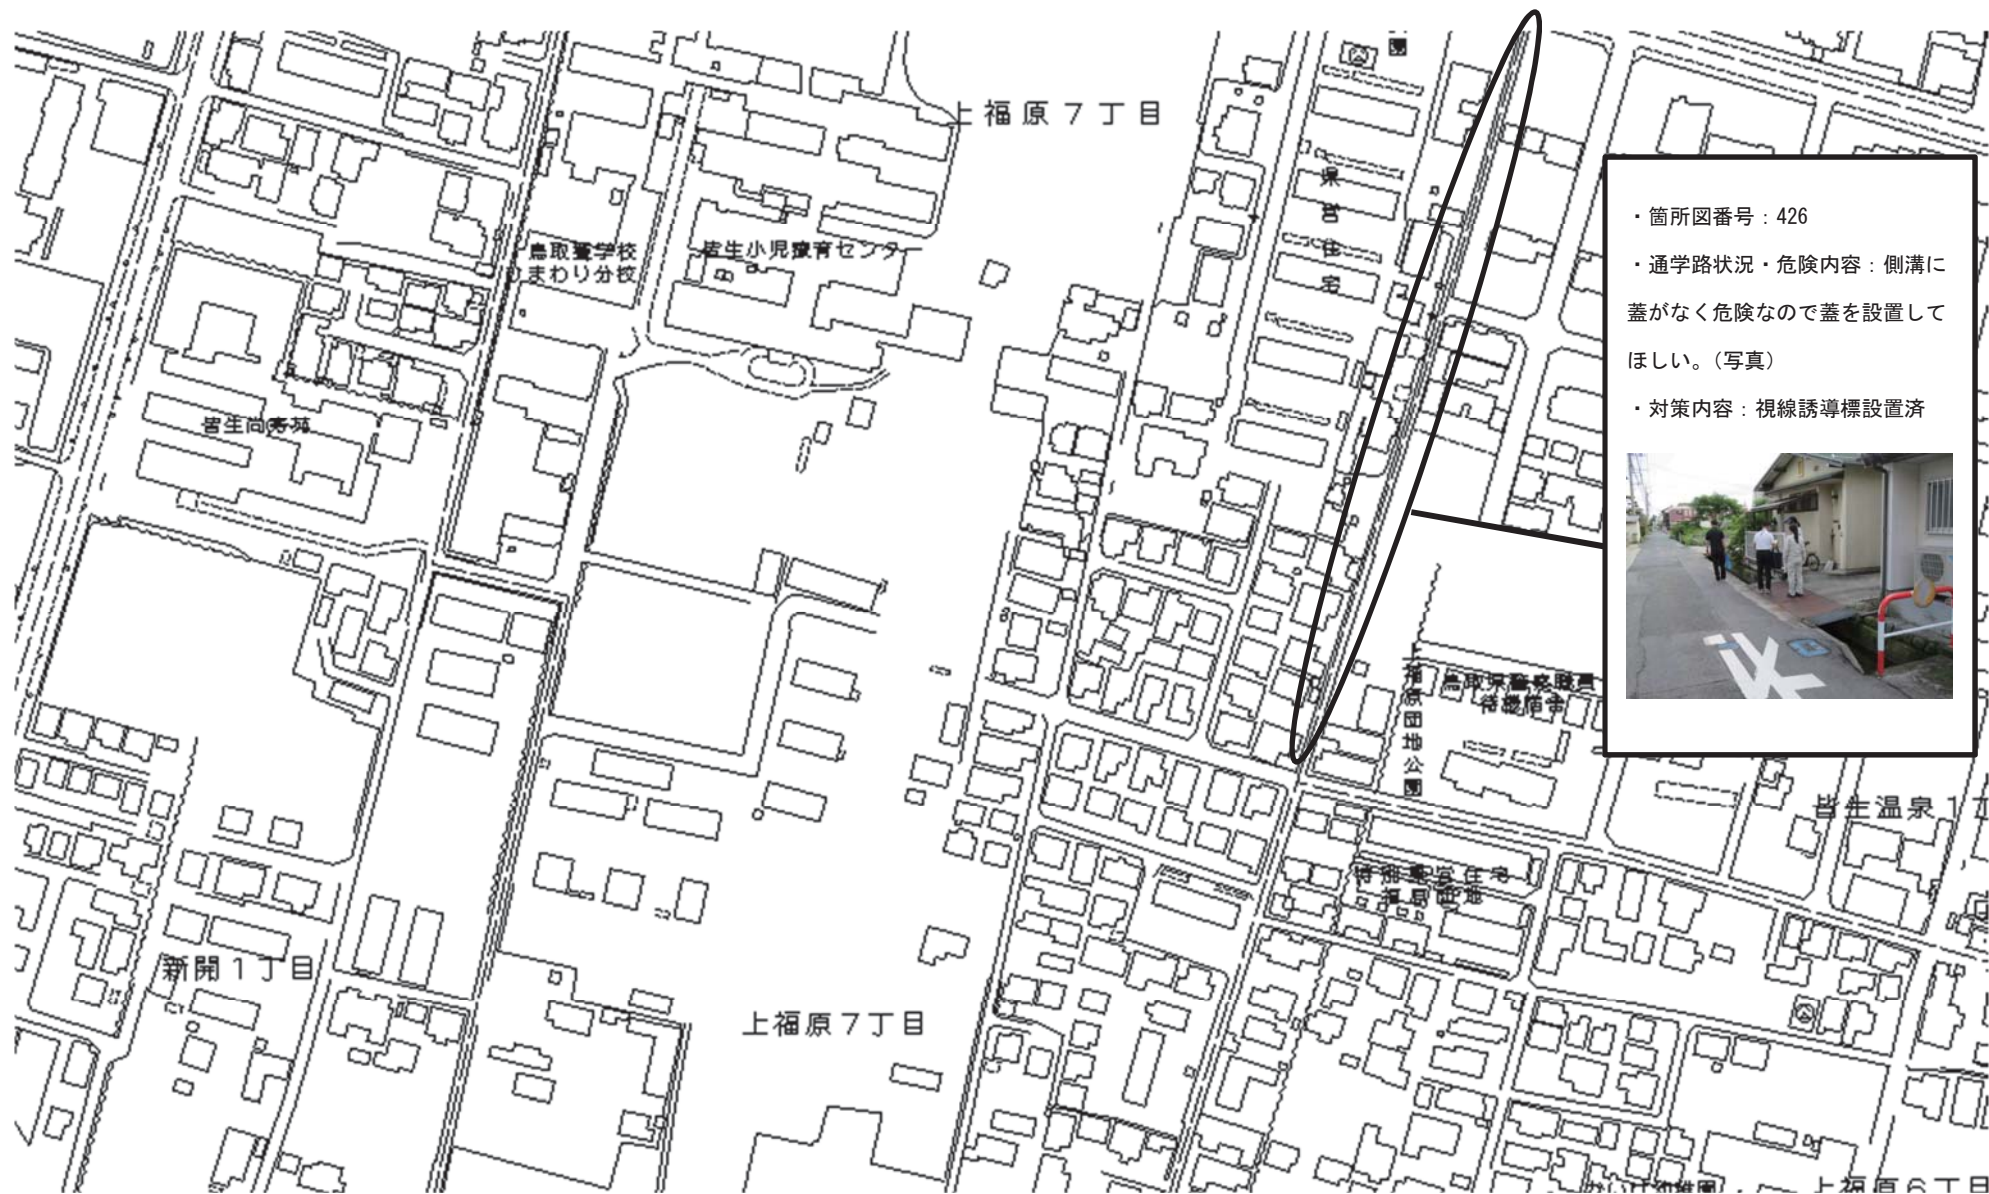 園
上福原7丁目
県営住宅
鳥取養学校
ひまわり分校
皆生小児療育センター
・箇所図番号：426
・通学路状況・危険内容：側溝に
蓋がなく危険なので蓋を設置して
ほしい。（写真）
・対策内容：視線誘導標設置済
皆生尚寿苑
上福原団地公園
鳥取県警察職員
待機宿舎
皆生温泉1丁
福原団地
新開1丁目
上福原7丁目
上福原6丁目